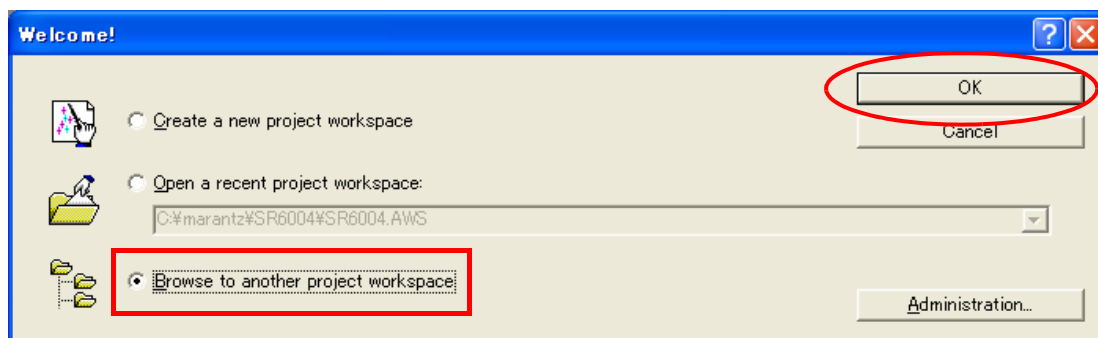 Welcome!
OK
Create a new project workspace
Cancel
Open a recent project workspace:
C:¥marantz¥SR6004¥SR6004.AWS
Browse to another project workspace
Administration...